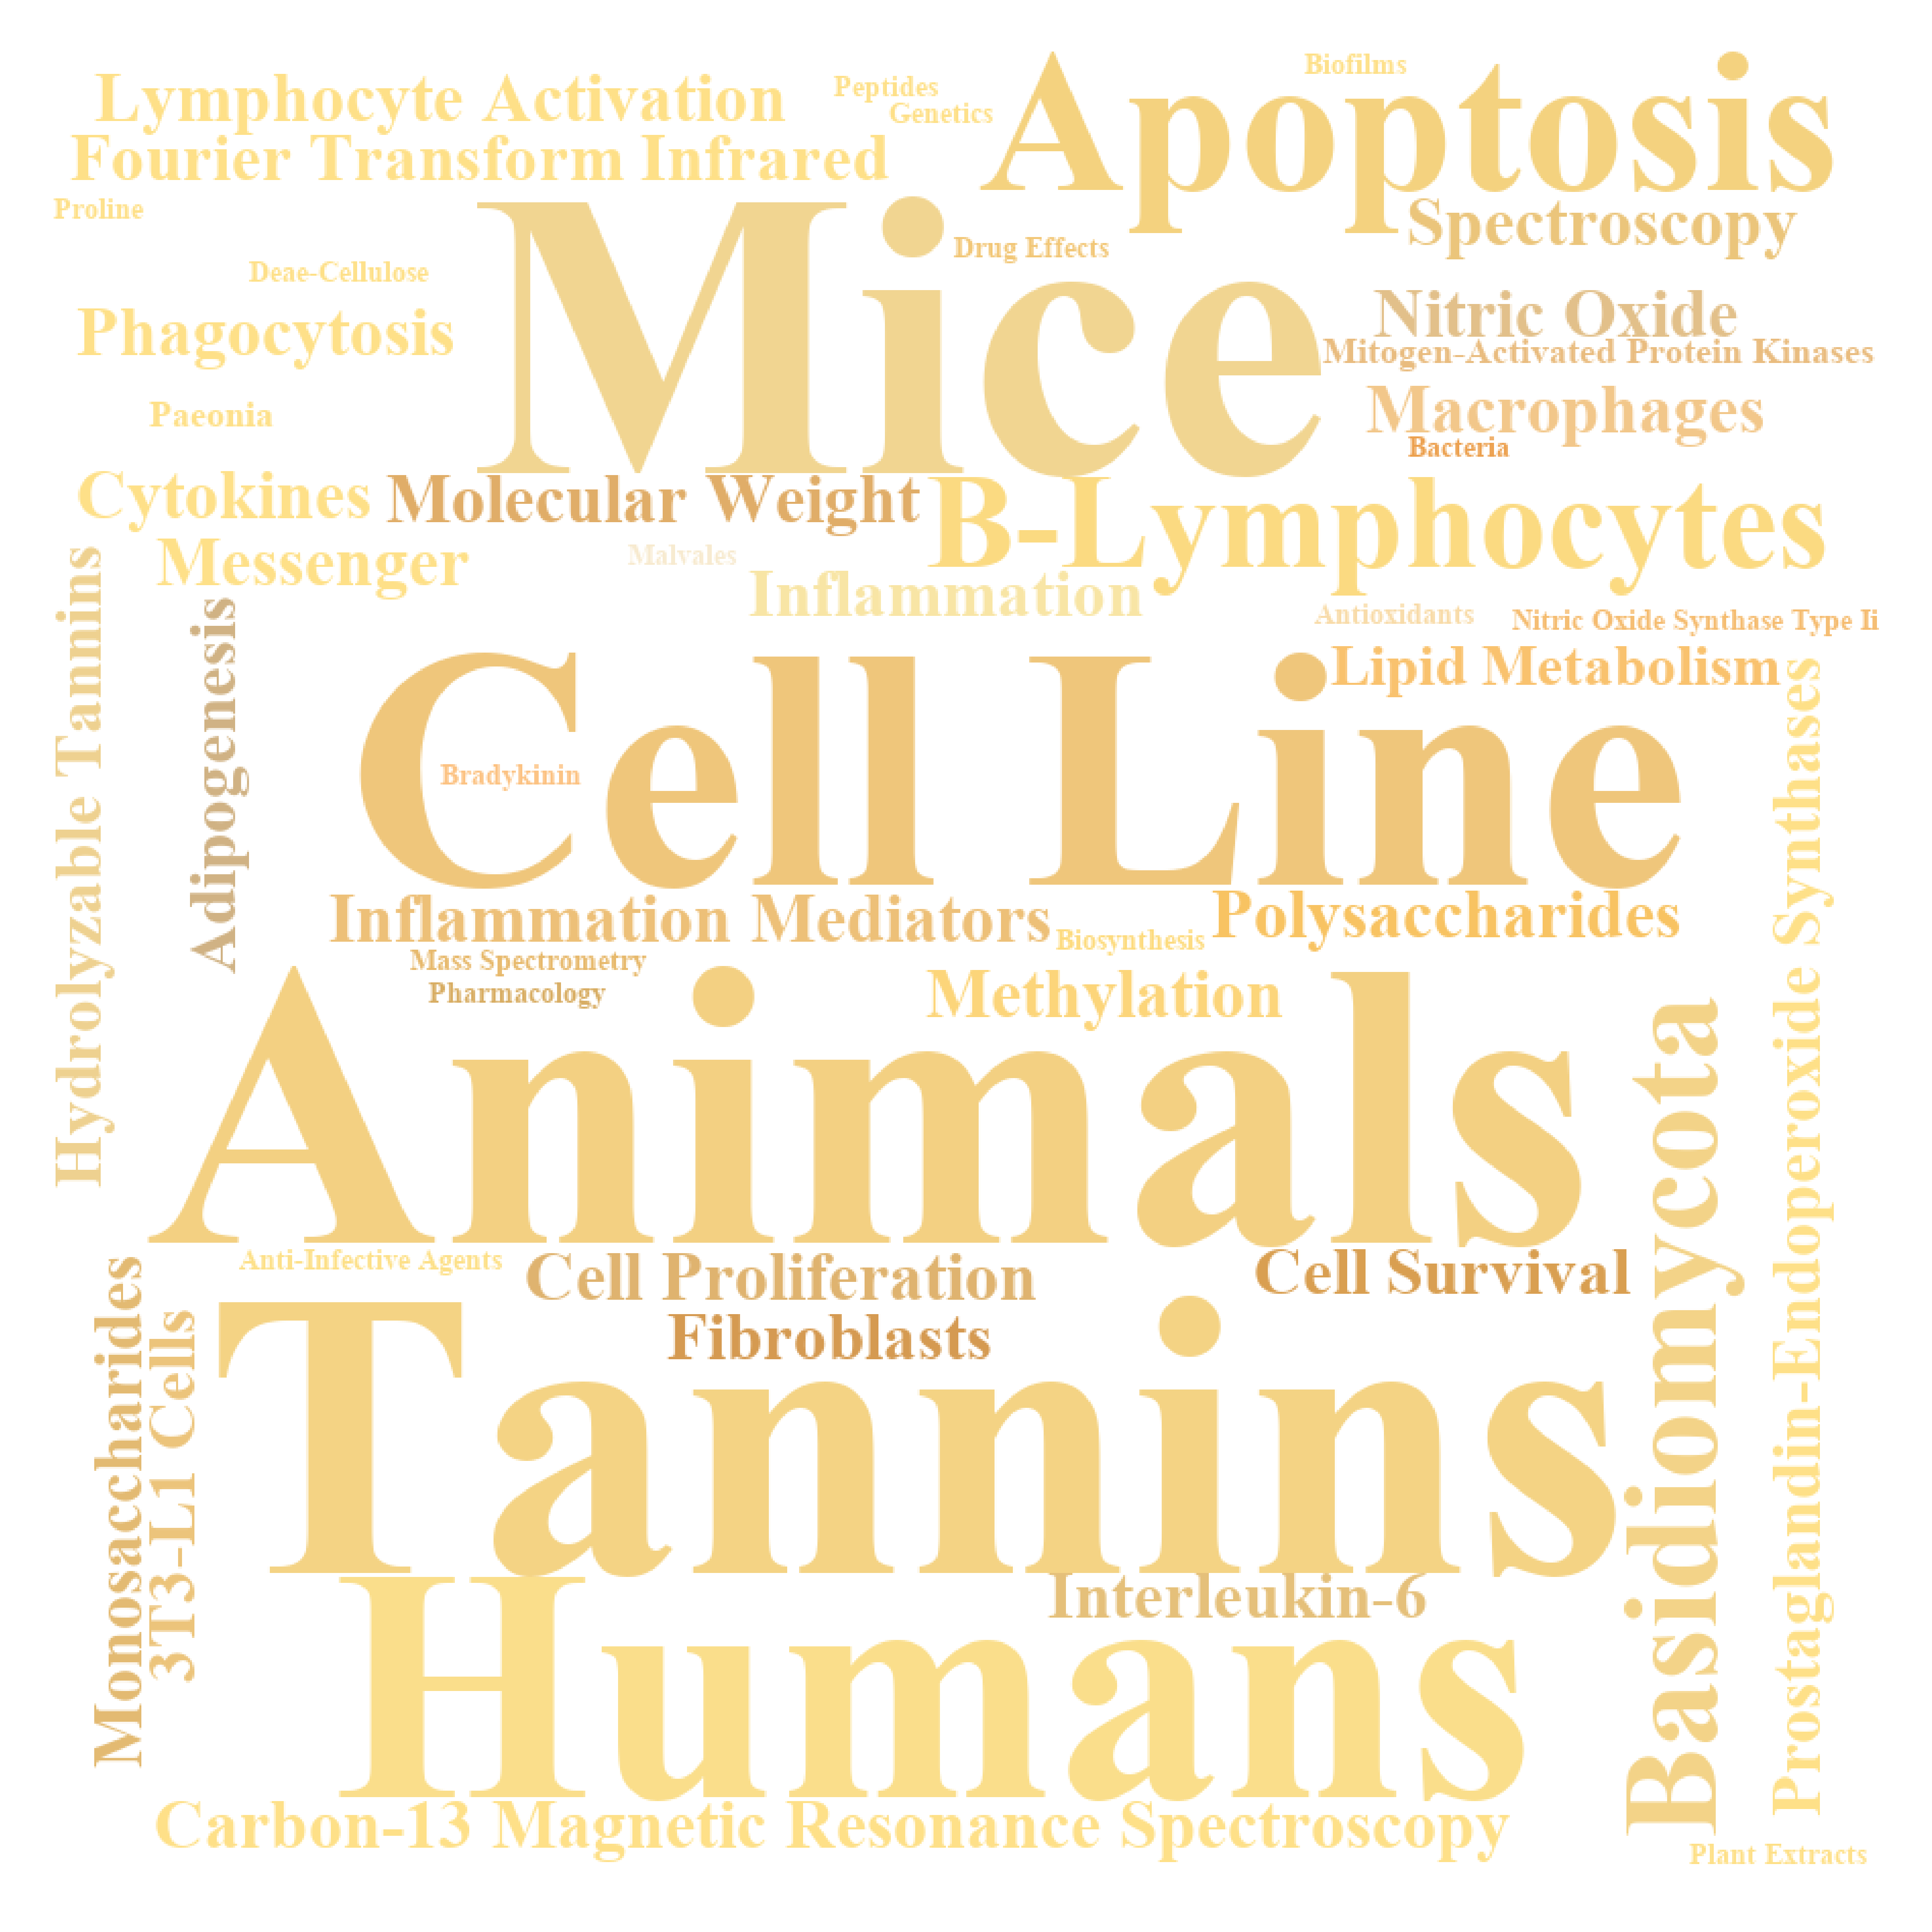 Biofilms
Apoptosis
Lymphocyte Activation
Peptides
Genetics
Fourier Transform Infrared
Proline
Mice
Spectroscopy
Drug Effects
Deae-Cellulose
Nitric Oxide
Phagocytosis
Mitogen-Activated Protein Kinases
Macrophages
Paeonia
Bacteria
Cytokines
Molecular Weight
B-Lymphocytes
Messenger
Malvales
Inflammation
Antioxidants
Nitric Oxide Synthase Type Ii
Hydrolyzable Tannins
Adipogenesis
Cell Line
Lipid Metabolism
Bradykinin
Prostaglandin-Endoperoxide Synthases
Inflammation Mediators
Polysaccharides
Biosynthesis
Mass Spectrometry
Pharmacology
Methylation
Animals
Basidiomycota
Anti-Infective Agents
Cell Proliferation
Cell Survival
Monosaccharides
3T3-L1 Cells
Fibroblasts
Tannins
Interleukin-6
Humans
Carbon-13 Magnetic Resonance Spectroscopy
Plant Extracts